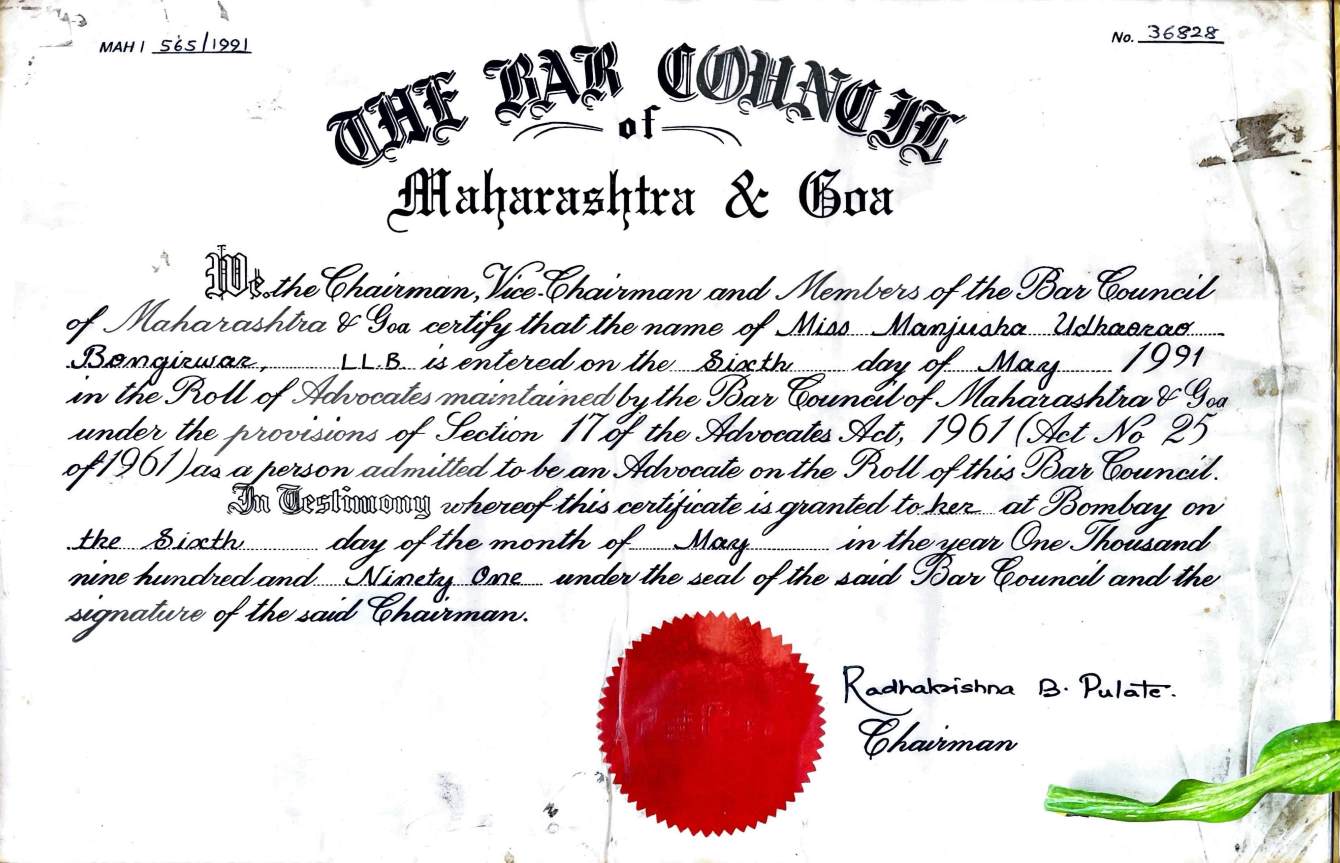 MAH / 565/1991
No. 36828
THE BAR COUNCIL
of
Maharashtra & Goa
We, the Chairman, Vice-Chairman and Members of the Bar Council
of Maharashtra & Goa certify that the name of Miss Manjusha Udhaorao
Bongirwar, LL.B. is entered on the Sixth day of May 1991
in the Roll of Advocates maintained by the Bar Council of Maharashtra & Goa
under the provisions of Section 17 of the Advocates Act, 1961 (Act No 25
of 1961) as a person admitted to be an Advocate on the Roll of this Bar Council.
In Testimony whereof this certificate is granted to her at Bombay on
the Sixth day of the month of May in the year One Thousand
nine hundred and Ninety One under the seal of the said Bar Council and the
signature of the said Chairman.
Radhakrishna B. Pulate.
Chairman